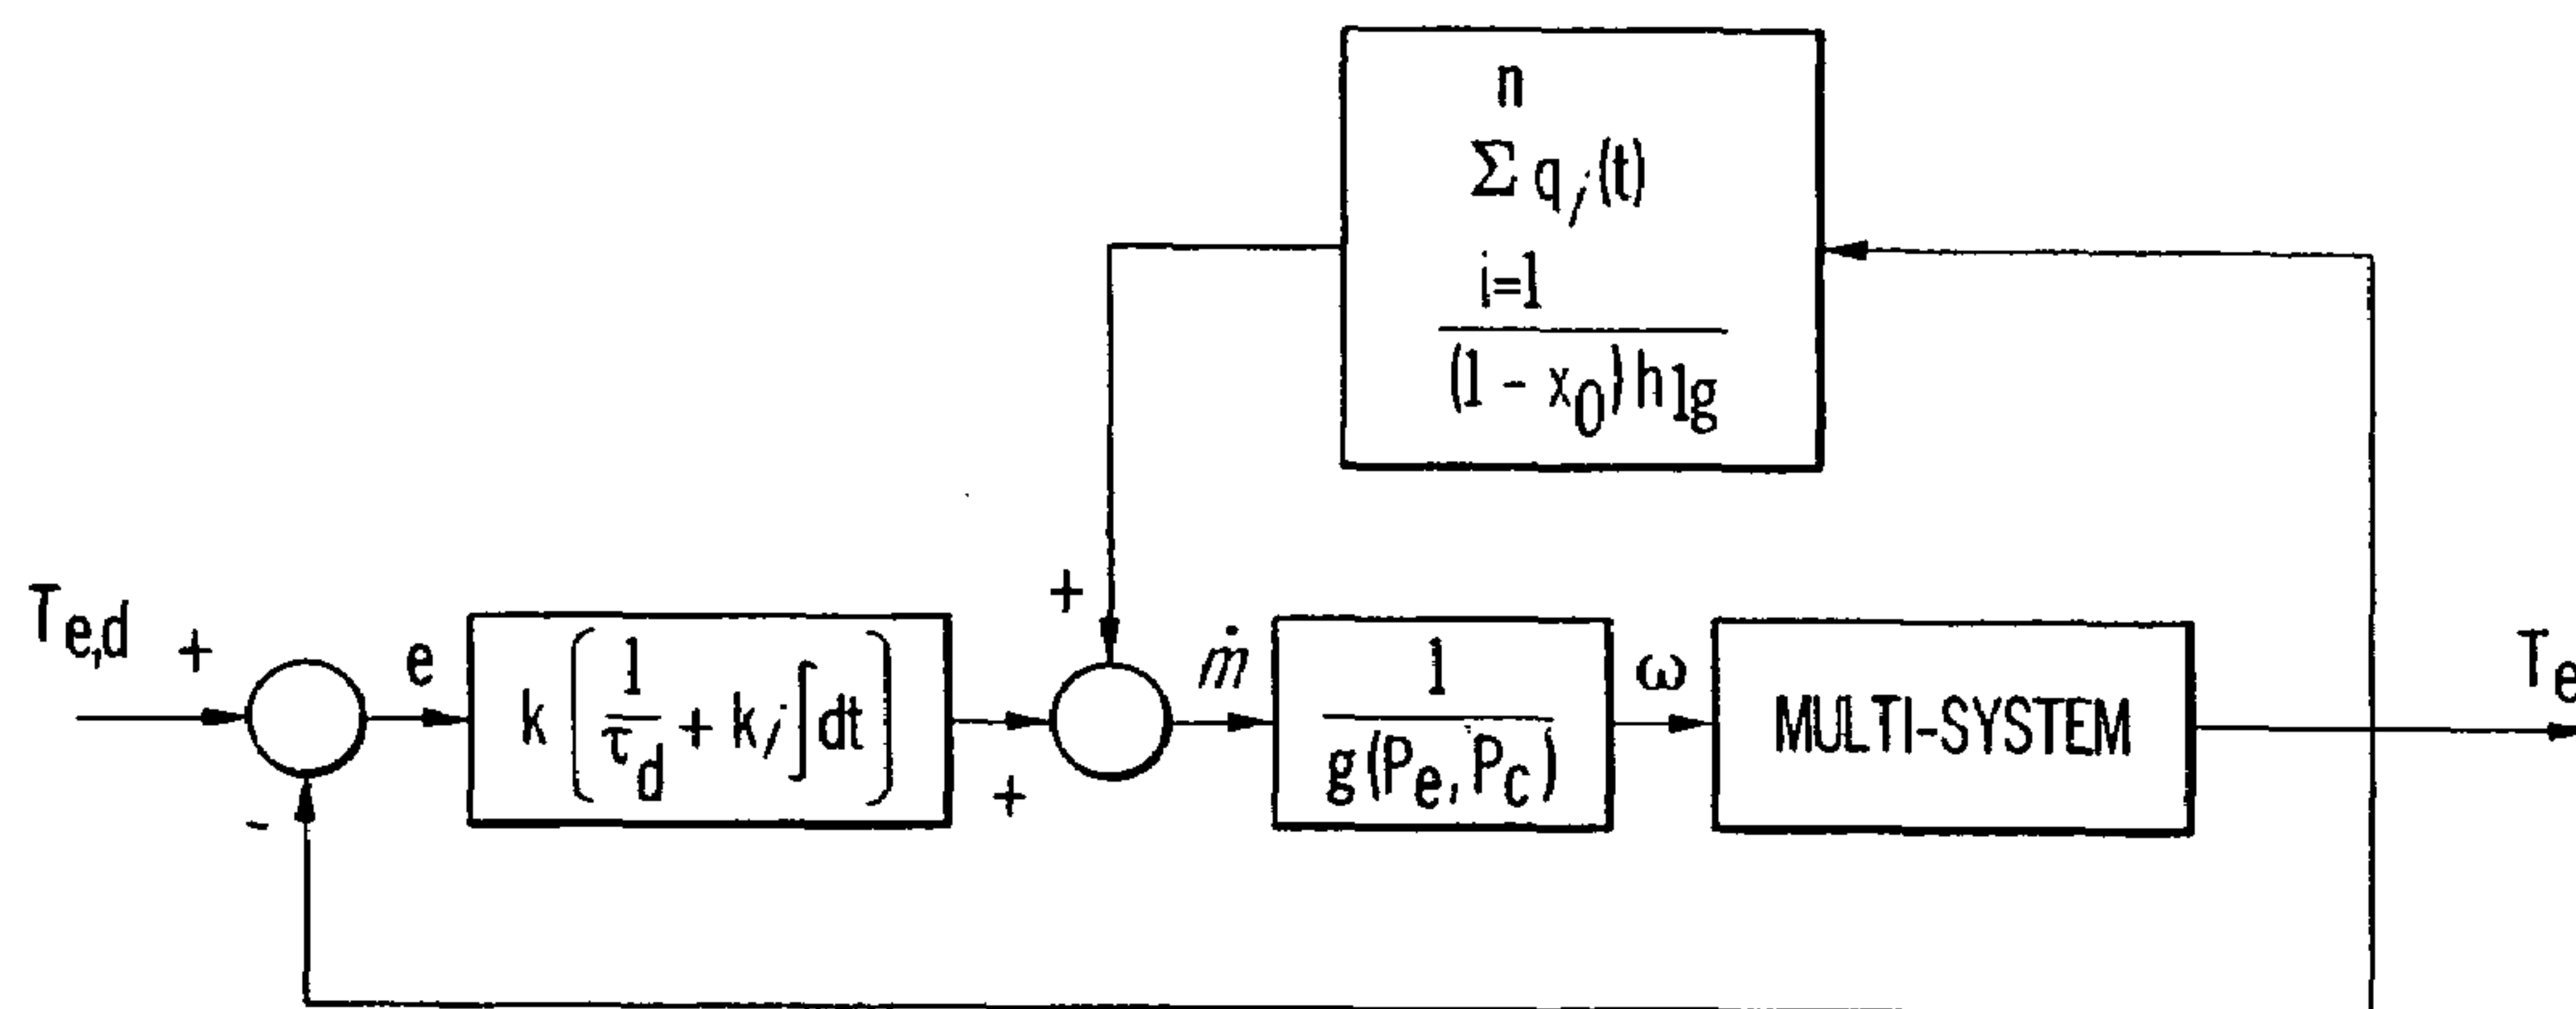 n
Σ q_i(t)
i=1
(1 - x_0) h_lg
T_e,d
+
-
e
k (1/τ_d + k_i ∫dt)
+
+
ṁ
1
g(P_e, P_c)
ω
MULTI-SYSTEM
T_e